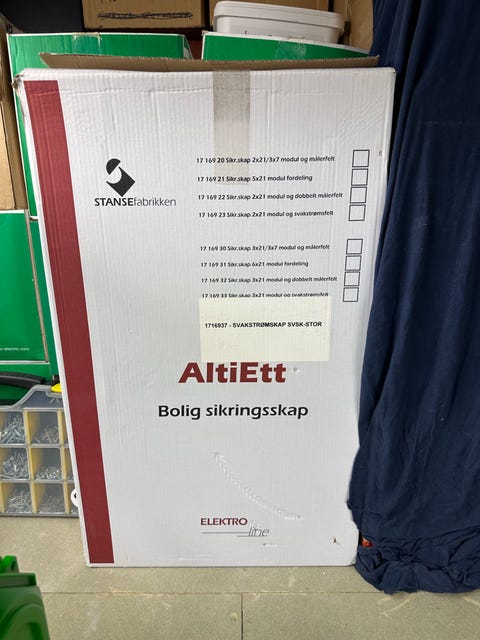 STANSEfabrikken
17 169 20 Sikr.skap 2x21/3x7 modul og målerfelt
17 169 21 Sikr.skap 5x21 modul fordeling
17 169 22 Sikr.skap 2x21 modul og dobbelt målerfelt
17 169 23 Sikr.skap 2x21 modul og svakstrømsfelt
17 169 30 Sikr.skap 3x21/3x7 modul og målerfelt
17 169 31 Sikr.skap 6x21 modul fordeling
17 169 32 Sikr.skap 3x21 modul og dobbelt målerfelt
17 169 33 Sikr.skap 3x21 modul og svakstrømsfelt
1716937 - SVAKSTRØMSKAP SVSK-STOR
AltiEtt
Bolig sikringsskap
ELEKTRO
line